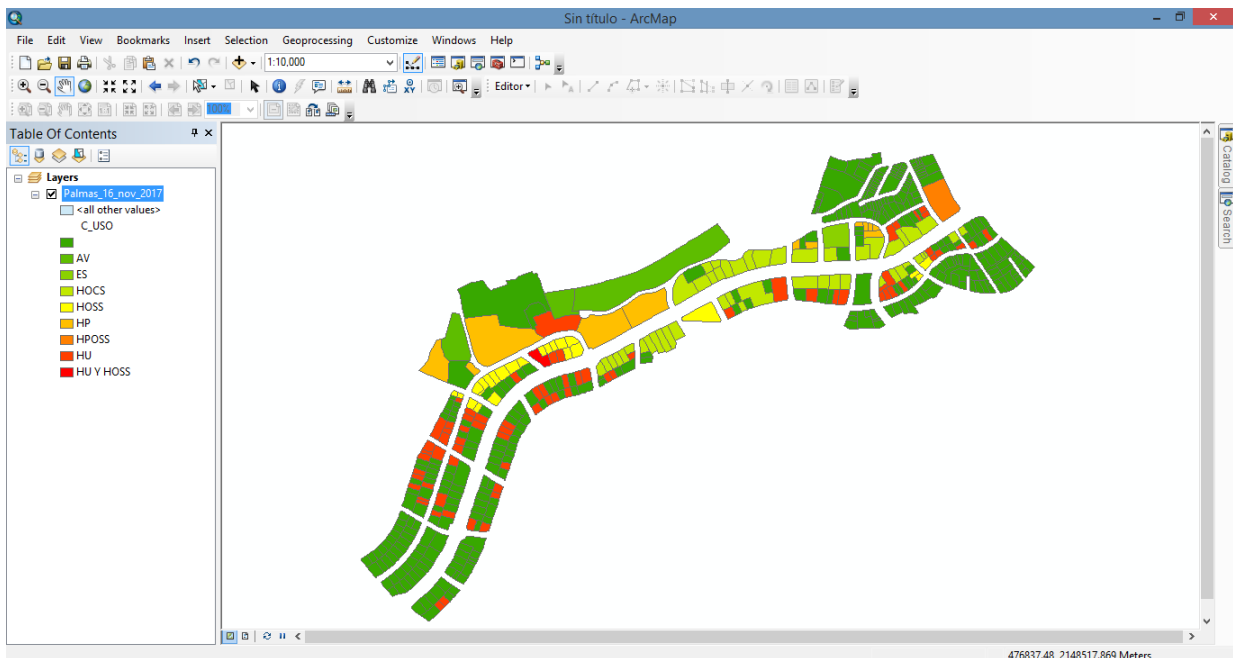 Sin título - ArcMap
File Edit View Bookmarks Insert Selection Geoprocessing Customize Windows Help
1:10,000
Editor
100%
Table Of Contents
Layers
Palmas_16_nov_2017
<all other values>
C_USO
AV
ES
HOCS
HOSS
HP
HPOSS
HU
HU Y HOSS
Catalog
Search
476837.48 2148517.869 Meters